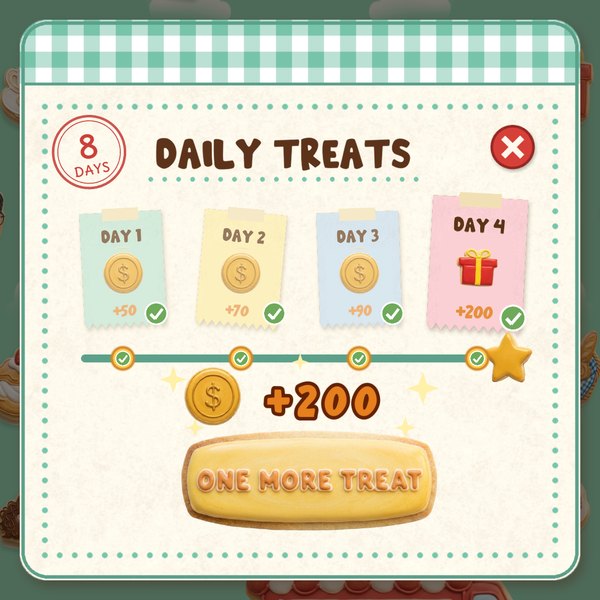 8
DAYS
DAILY TREATS
DAY 1
DAY 2
DAY 3
DAY 4
$
$
$
+50
+70
+90
+200
$
+200
ONE MORE TREAT